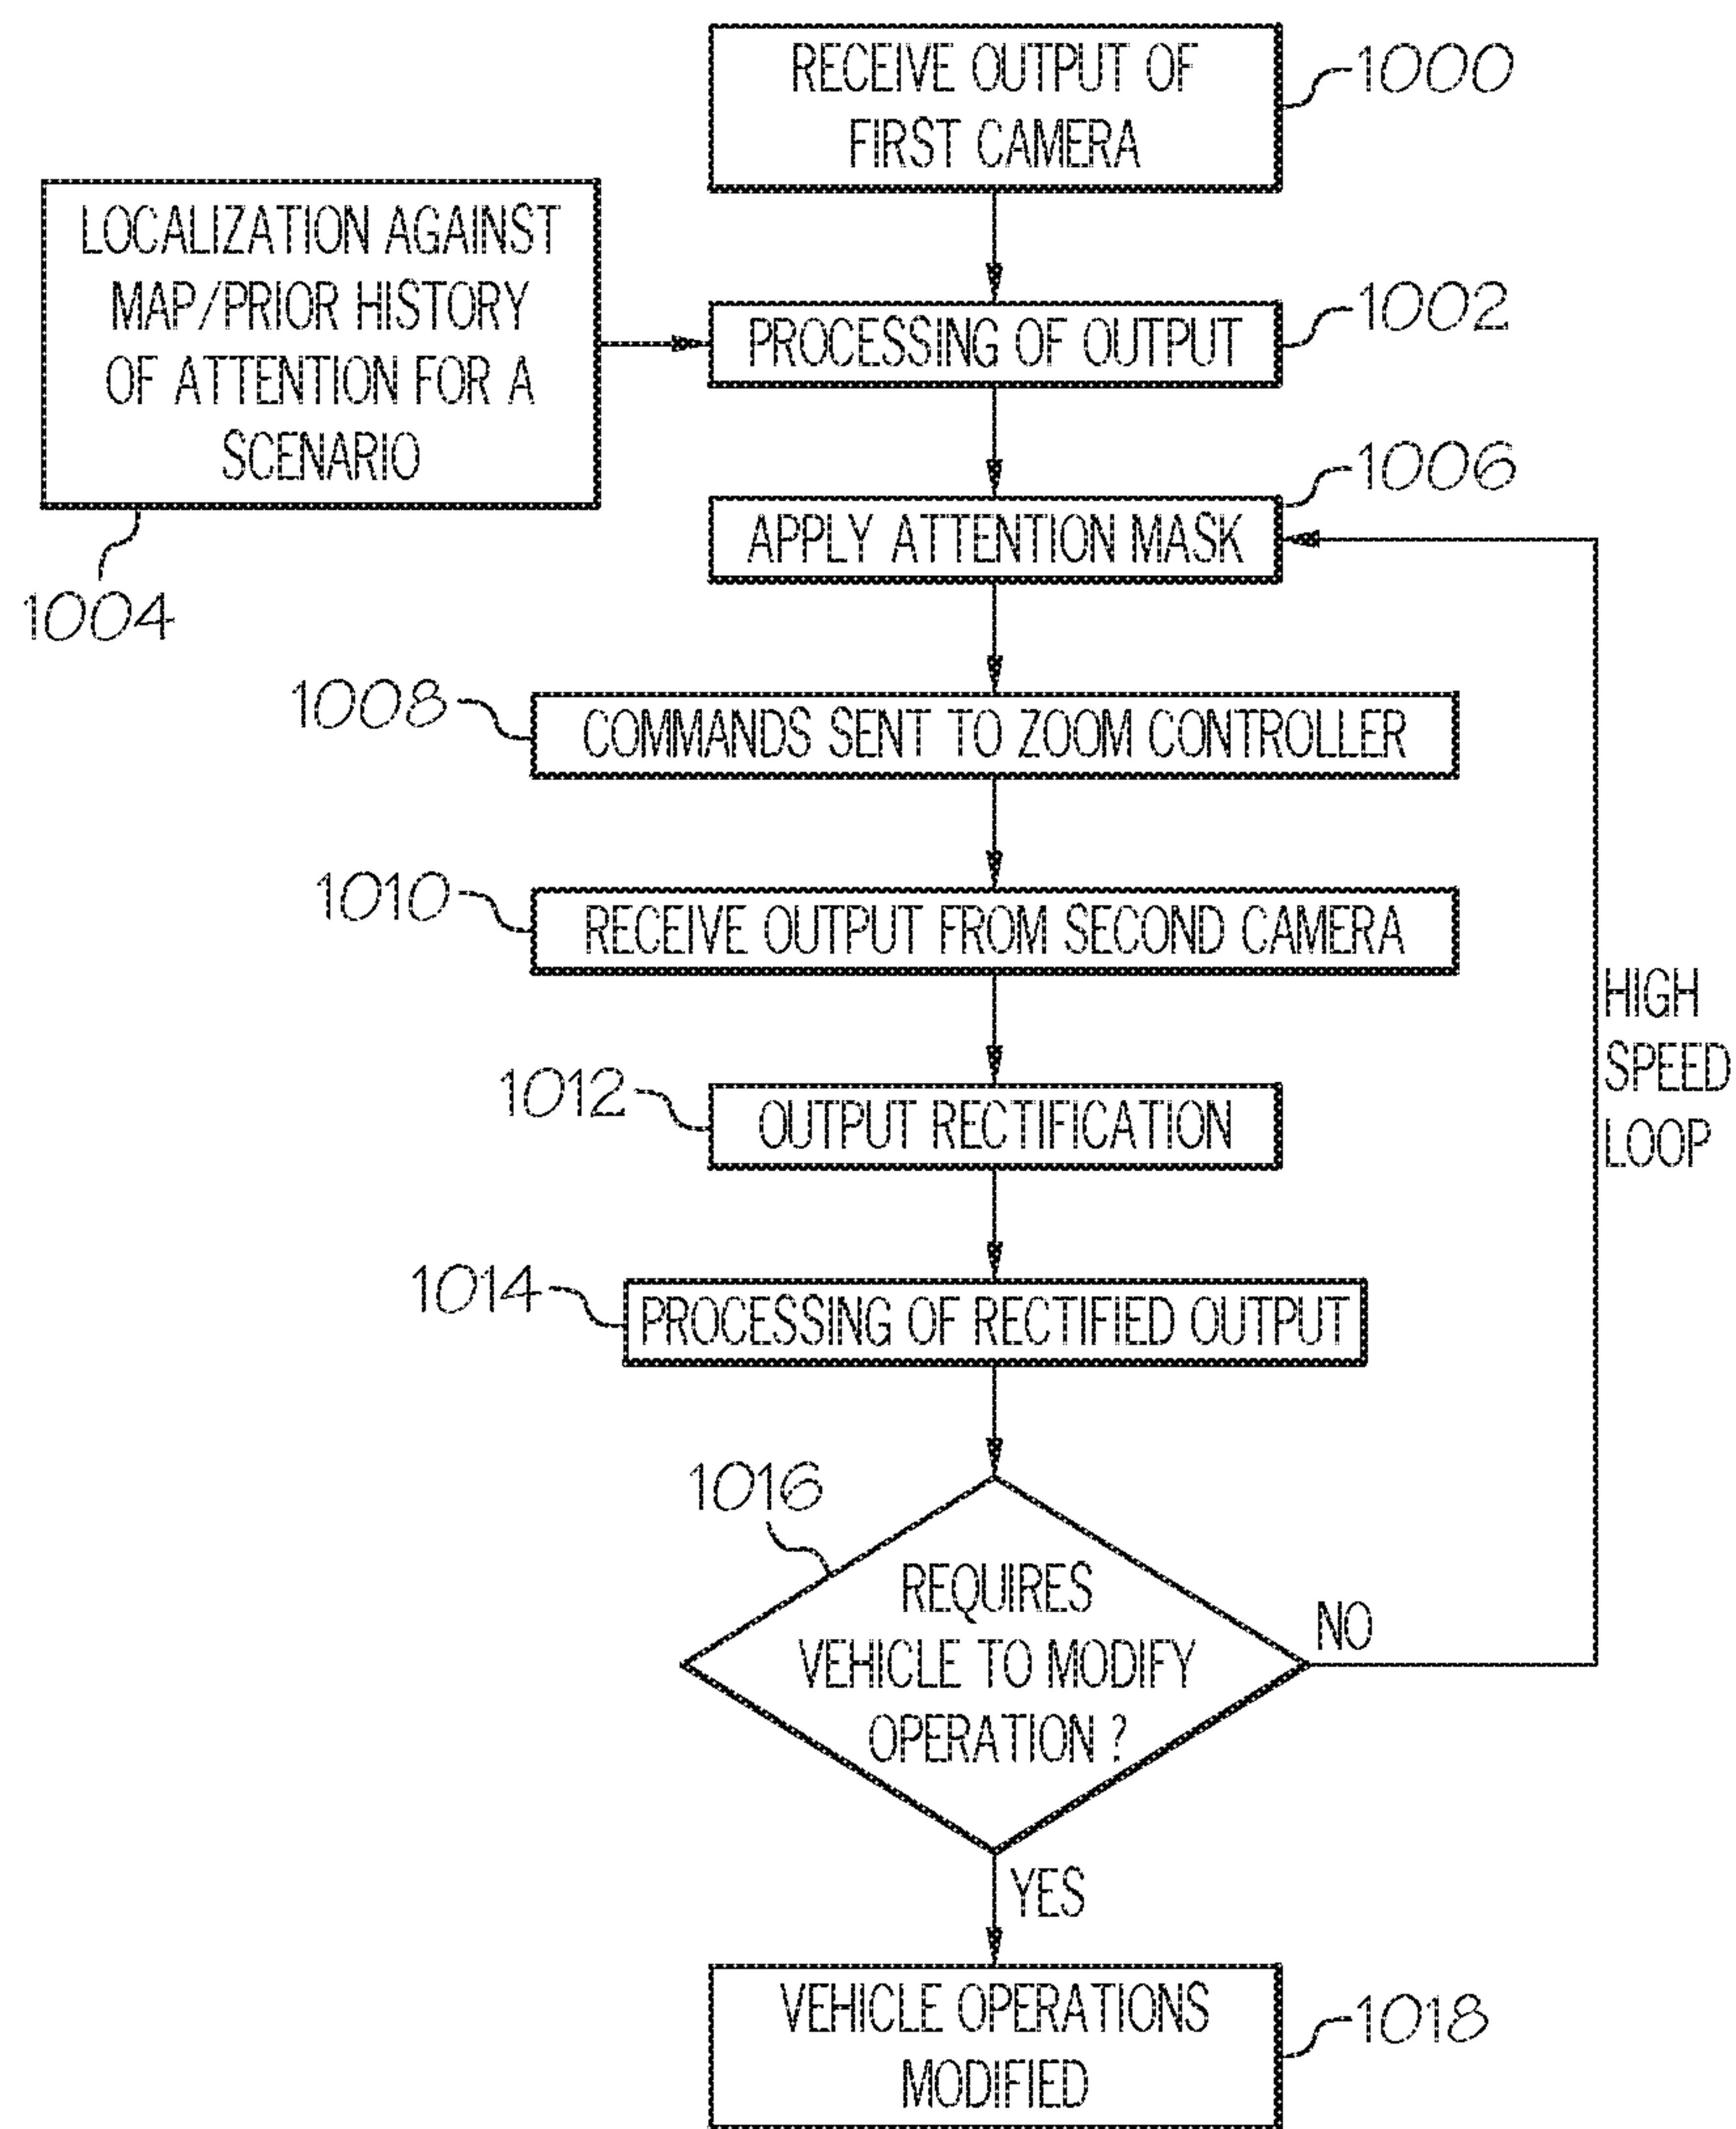 RECEIVE OUTPUT OF
FIRST CAMERA
1000
LOCALIZATION AGAINST
MAP/PRIOR HISTORY
OF ATTENTION FOR A
SCENARIO
1004
PROCESSING OF OUTPUT
1002
APPLY ATTENTION MASK
1006
1008
COMMANDS SENT TO ZOOM CONTROLLER
1010
RECEIVE OUTPUT FROM SECOND CAMERA
HIGH
SPEED
LOOP
1012
OUTPUT RECTIFICATION
1014
PROCESSING OF RECTIFIED OUTPUT
1016
REQUIRES
VEHICLE TO MODIFY
OPERATION ?
NO
YES
VEHICLE OPERATIONS
MODIFIED
1018